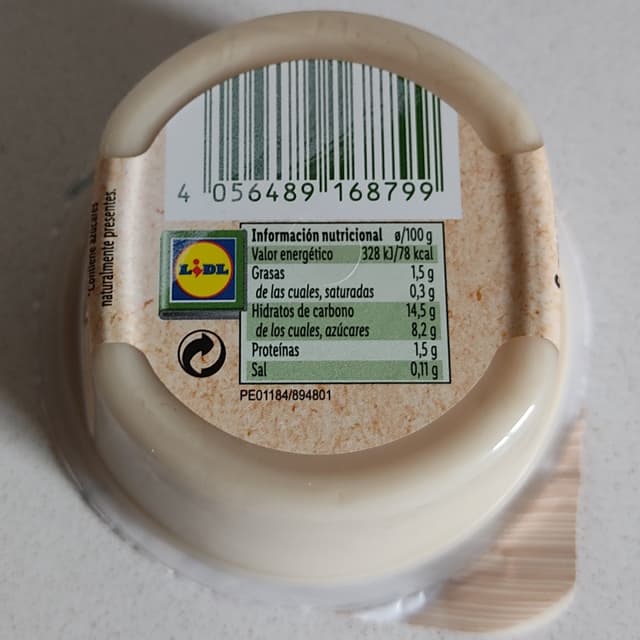 4 056489 168799
*Contiene azúcares
naturalmente presentes.
LiDL
Información nutricional ø/100 g
Valor energético 328 kJ/78 kcal
Grasas 1,5 g
de las cuales, saturadas 0,3 g
Hidratos de carbono 14,5 g
de los cuales, azúcares 8,2 g
Proteínas 1,5 g
Sal 0,11 g
PE01184/894801